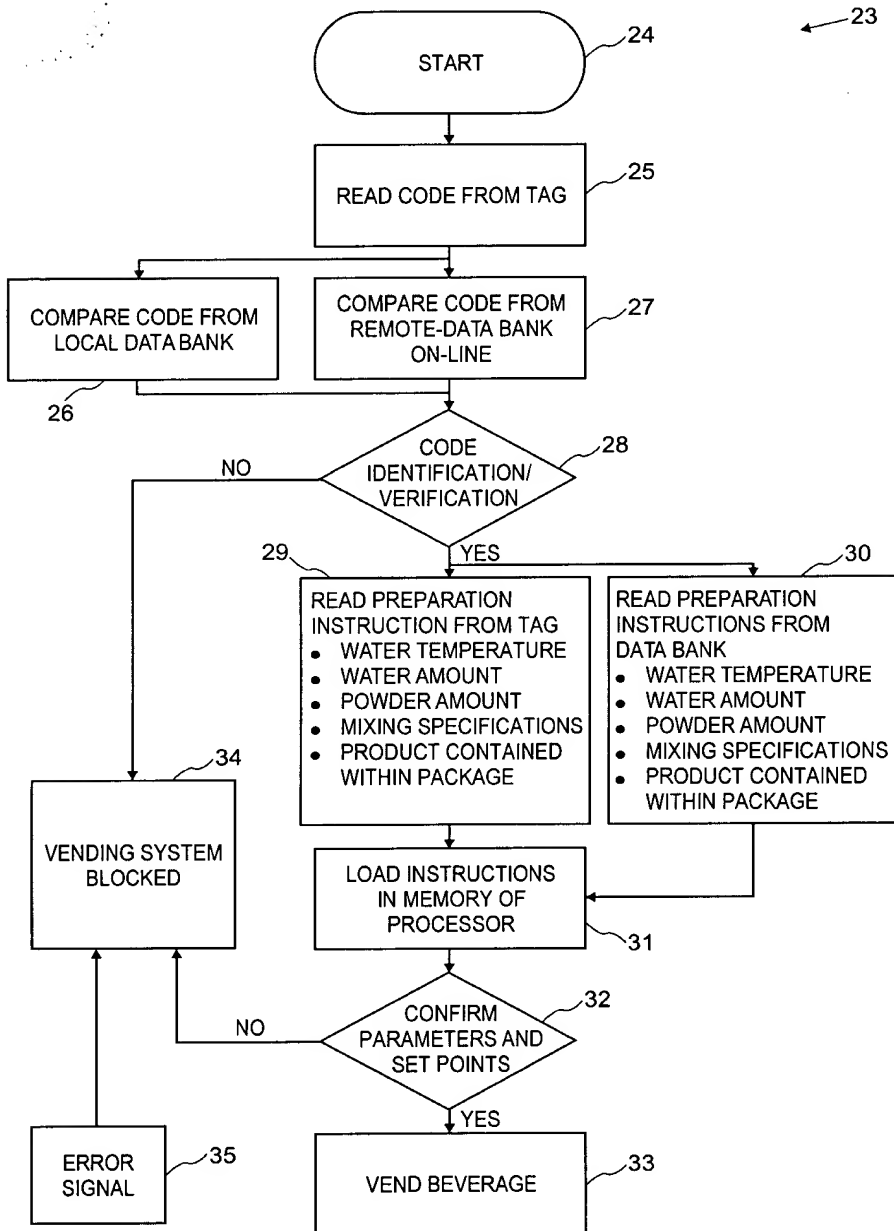 23
START
24
READ CODE FROM TAG
25
COMPARE CODE FROM
LOCAL DATA BANK
26
COMPARE CODE FROM
REMOTE-DATA BANK
ON-LINE
27
CODE
IDENTIFICATION/
VERIFICATION
28
NO
YES
29
READ PREPARATION
INSTRUCTION FROM TAG
• WATER TEMPERATURE
• WATER AMOUNT
• POWDER AMOUNT
• MIXING SPECIFICATIONS
• PRODUCT CONTAINED
WITHIN PACKAGE
30
READ PREPARATION
INSTRUCTIONS FROM
DATA BANK
• WATER TEMPERATURE
• WATER AMOUNT
• POWDER AMOUNT
• MIXING SPECIFICATIONS
• PRODUCT CONTAINED
WITHIN PACKAGE
34
VENDING SYSTEM
BLOCKED
LOAD INSTRUCTIONS
IN MEMORY OF
PROCESSOR
31
CONFIRM
PARAMETERS AND
SET POINTS
32
NO
YES
ERROR
SIGNAL
35
VEND BEVERAGE
33